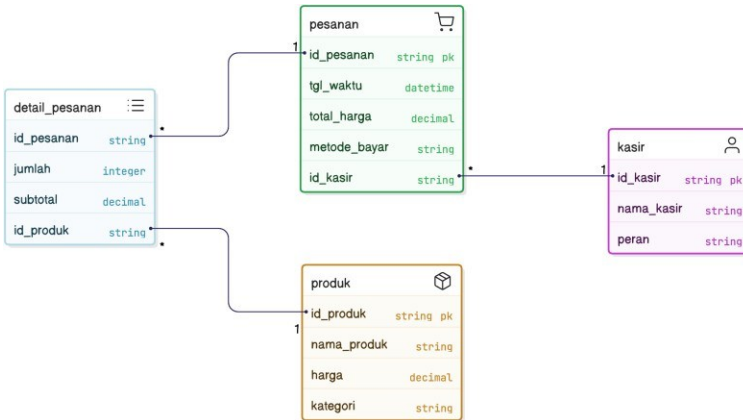 pesanan
id_pesanan string pk
tgl_waktu datetime
total_harga decimal
metode_bayar string
id_kasir string
1
*
detail_pesanan
id_pesanan string
jumlah integer
subtotal decimal
id_produk string
*
*
kasir
id_kasir string pk
nama_kasir string
peran string
1
produk
id_produk string pk
nama_produk string
harga decimal
kategori string
1